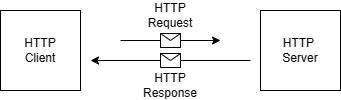 HTTP
Client
HTTP
Request
HTTP
Response
HTTP
Server